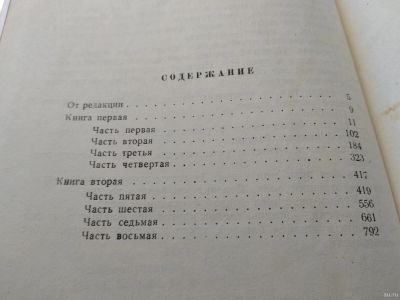 СОДЕРЖАНИЕ
От редакции . . . . . . . . . . . . . . . . . . . 5
Книга первая . . . . . . . . . . . . . . . . . . 9
Часть первая . . . . . . . . . . . . . . . . 11
Часть вторая . . . . . . . . . . . . . . . . 102
Часть третья . . . . . . . . . . . . . . . . 184
Часть четвертая . . . . . . . . . . . . . . 323
Книга вторая . . . . . . . . . . . . . . . . . . 417
Часть пятая . . . . . . . . . . . . . . . . 419
Часть шестая . . . . . . . . . . . . . . . . 556
Часть седьмая . . . . . . . . . . . . . . . 661
Часть восьмая . . . . . . . . . . . . . . . 792